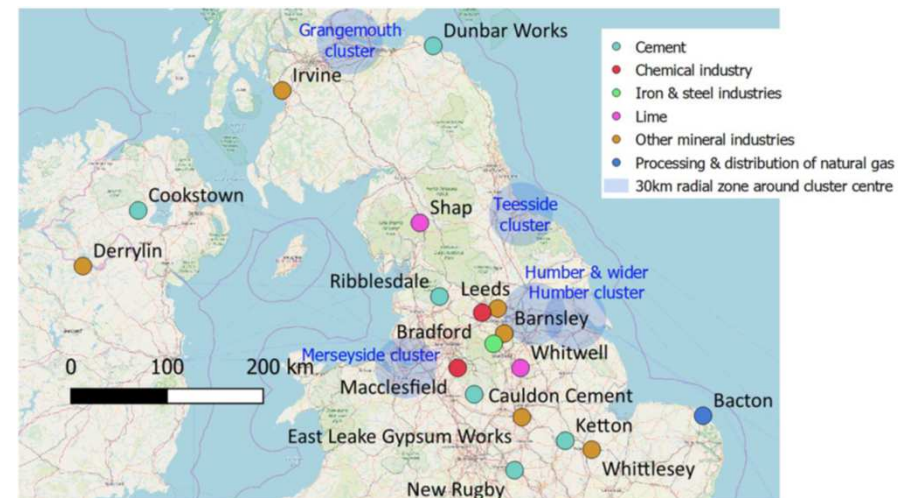 Grangemouth
cluster
Dunbar Works
Irvine
Cement
Chemical industry
Iron & steel industries
Lime
Other mineral industries
Processing & distribution of natural gas
30km radial zone around cluster centre
Cookstown
Shap
Teesside
cluster
Derrylin
Ribblesdale
Leeds
Humber & wider
Humber cluster
Bradford
Barnsley
Merseyside cluster
Whitwell
0 100 200 km
Macclesfield
Cauldon Cement
Bacton
East Leake Gypsum Works
Ketton
Whittlesey
New Rugby